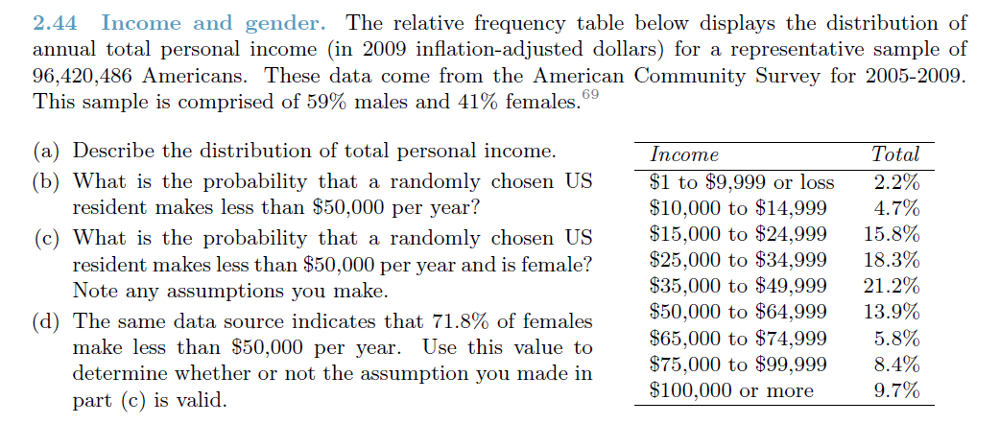 2.44 Income and gender. The relative frequency table below displays the distribution of
annual total personal income (in 2009 inflation-adjusted dollars) for a representative sample of
96,420,486 Americans. These data come from the American Community Survey for 2005-2009.
This sample is comprised of 59% males and 41% females.69
(a) Describe the distribution of total personal income.
(b) What is the probability that a randomly chosen US
resident makes less than $50,000 per year?
(c) What is the probability that a randomly chosen US
resident makes less than $50,000 per year and is female?
Note any assumptions you make.
(d) The same data source indicates that 71.8% of females
make less than $50,000 per year. Use this value to
determine whether or not the assumption you made in
part (c) is valid.
Income Total
$1 to $9,999 or loss 2.2%
$10,000 to $14,999 4.7%
$15,000 to $24,999 15.8%
$25,000 to $34,999 18.3%
$35,000 to $49,999 21.2%
$50,000 to $64,999 13.9%
$65,000 to $74,999 5.8%
$75,000 to $99,999 8.4%
$100,000 or more 9.7%